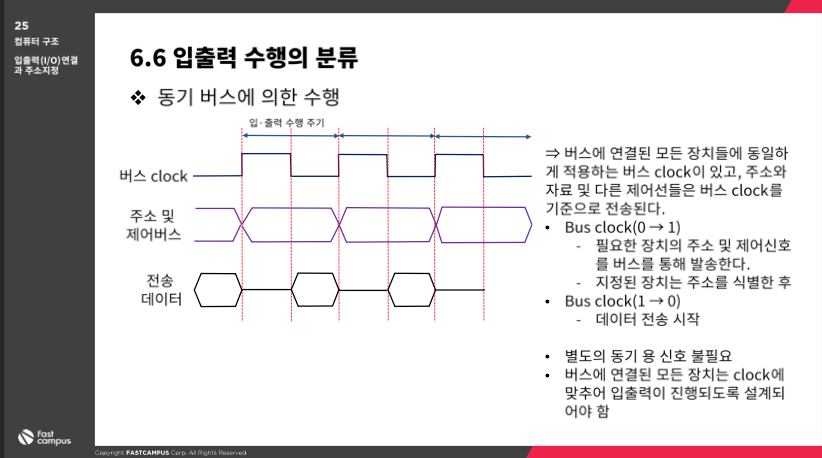 25
컴퓨터 구조
입출력(I/O)연결
과 주소지정
6.6 입출력 수행의 분류
❖ 동기 버스에 의한 수행
입·출력 수행 주기
버스 clock
주소 및
제어버스
전송
데이터
⇒ 버스에 연결된 모든 장치들에 동일하
게 적용하는 버스 clock이 있고, 주소와
자료 및 다른 제어선들은 버스 clock를
기준으로 전송된다.
• Bus clock(0 → 1)
- 필요한 장치의 주소 및 제어신호
를 버스를 통해 발송한다.
- 지정된 장치는 주소를 식별한 후
• Bus clock(1 → 0)
- 데이터 전송 시작
• 별도의 동기 용 신호 불필요
• 버스에 연결된 모든 장치는 clock에
맞추어 입출력이 진행되도록 설계되
어야 함
fast
campus
Copyright FASTCAMPUS Corp. All Rights Reserved